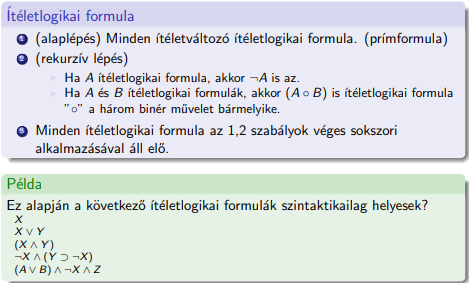 Ítéletlogikai formula
1 (alaplépés) Minden ítéletváltozó ítéletlogikai formula. (prímformula)
2 (rekurzív lépés)
▹ Ha A ítéletlogikai formula, akkor ¬A is az.
▹ Ha A és B ítéletlogikai formulák, akkor (A ∘ B) is ítéletlogikai formula
"∘" a három binér művelet bármelyike.
3 Minden ítéletlogikai formula az 1,2 szabályok véges sokszori
alkalmazásával áll elő.
Példa
Ez alapján a következő ítéletlogikai formulák szintaktikailag helyesek?
X
X ∨ Y
(X ∧ Y)
¬X ∧ (Y ⊃ ¬X)
(A ∨ B) ∧ ¬X ∧ Z